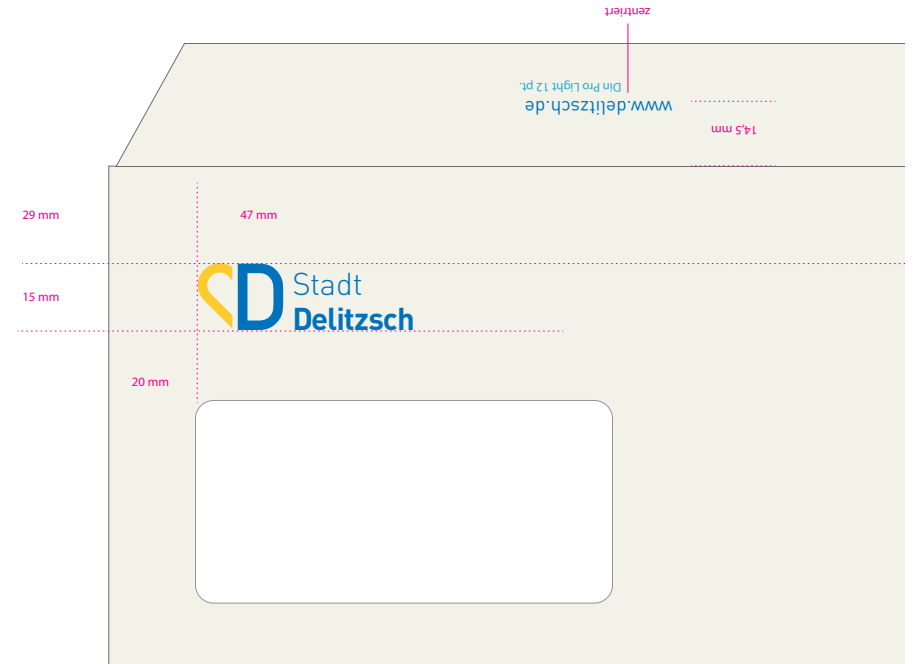 zentriert
Din Pro Light 12 pt.
www.delitzsch.de
14,5 mm
29 mm
47 mm
15 mm
Stadt
Delitzsch
20 mm